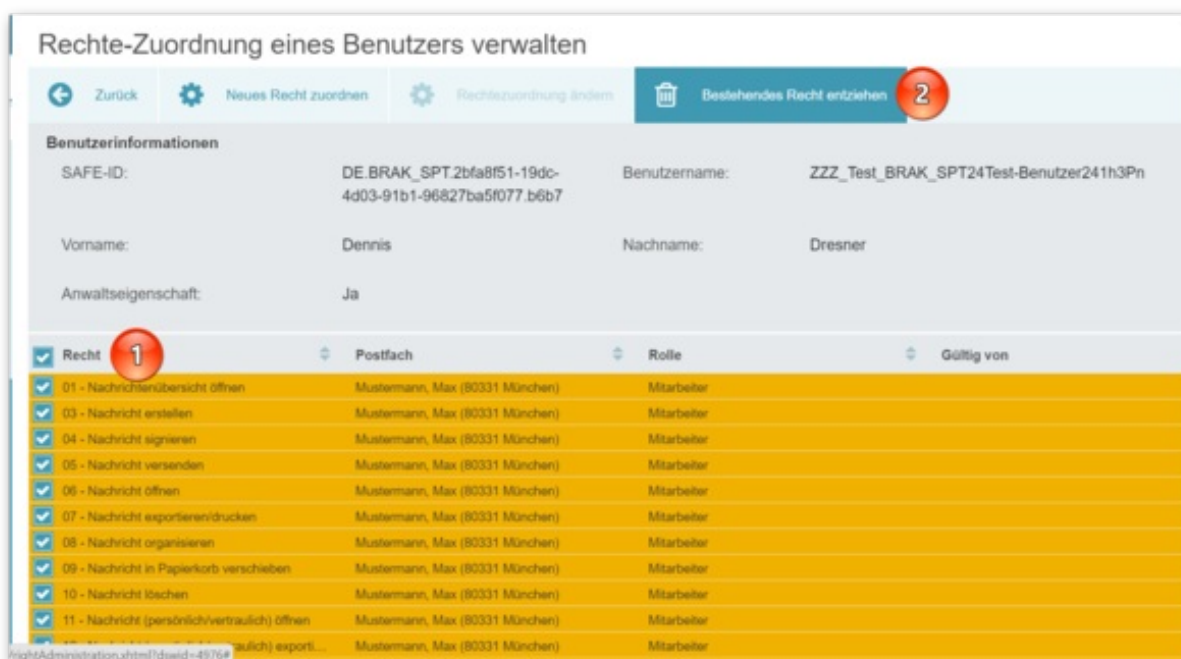 Rechte-Zuordnung eines Benutzers verwalten
Zurück Neues Recht zuordnen Rechtezuordnung ändern Bestehendes Recht entziehen 2
Benutzerinformationen
SAFE-ID: DE.BRAK_SPT.2bfa8f51-19dc- Benutzername: ZZZ_Test_BRAK_SPT24Test-Benutzer241h3Pn
4d03-91b1-96827ba5f077.b6b7
Vorname: Dennis Nachname: Dresner
Anwaltseigenschaft: Ja
Recht 1 Postfach Rolle Gültig von
01 - Nachrichtenübersicht öffnen Mustermann, Max (80331 München) Mitarbeiter
03 - Nachricht erstellen Mustermann, Max (80331 München) Mitarbeiter
04 - Nachricht signieren Mustermann, Max (80331 München) Mitarbeiter
05 - Nachricht versenden Mustermann, Max (80331 München) Mitarbeiter
06 - Nachricht öffnen Mustermann, Max (80331 München) Mitarbeiter
07 - Nachricht exportieren/drucken Mustermann, Max (80331 München) Mitarbeiter
08 - Nachricht organisieren Mustermann, Max (80331 München) Mitarbeiter
09 - Nachricht in Papierkorb verschieben Mustermann, Max (80331 München) Mitarbeiter
10 - Nachricht löschen Mustermann, Max (80331 München) Mitarbeiter
11 - Nachricht (persönlich/vertraulich) öffnen Mustermann, Max (80331 München) Mitarbeiter
raulich) exporti... Mustermann, Max (80331 München) Mitarbeiter
/rightAdministration.xhtml?dswid=4976#